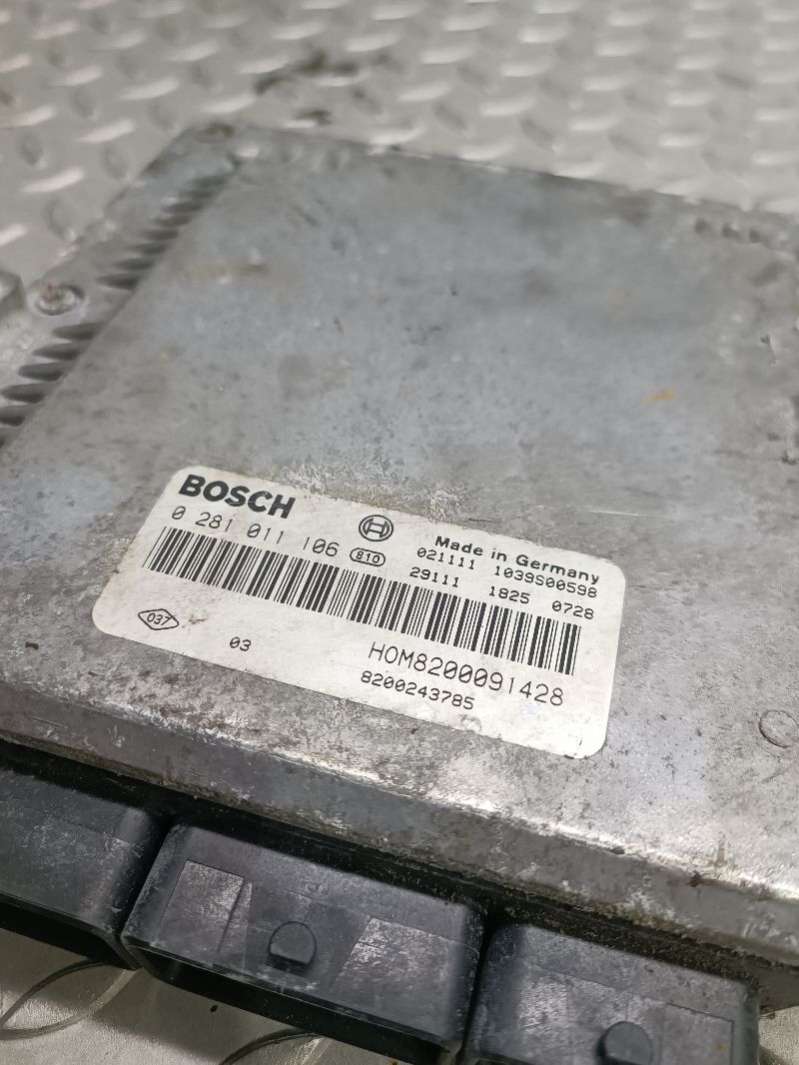 BOSCH
0 281 011 106 810
Made in Germany
021111 1039S00598
29111 1825 0728
037
03
HOM8200091428
8200243785